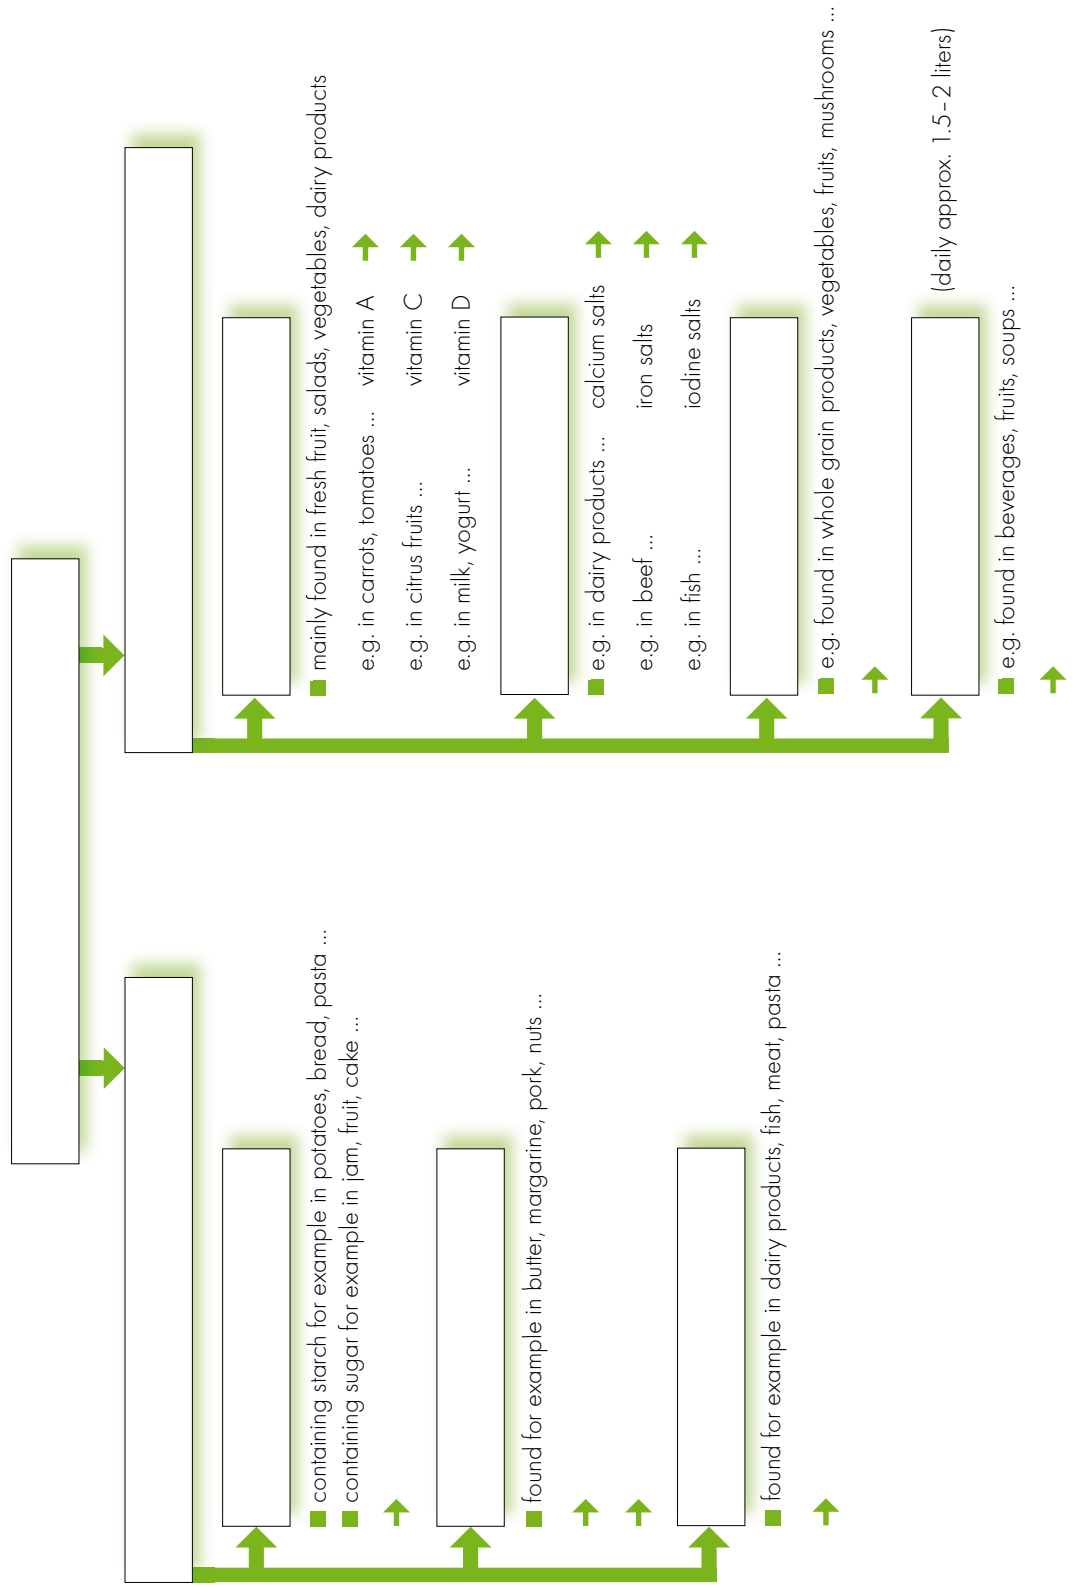 containing starch for example in potatoes, bread, pasta ...
containing sugar for example in jam, fruit, cake ...
found for example in butter, margarine, pork, nuts ...
found for example in dairy products, fish, meat, pasta ...
mainly found in fresh fruit, salads, vegetables, dairy products
e.g. in carrots, tomatoes ... vitamin A
e.g. in citrus fruits ... vitamin C
e.g. in milk, yogurt ... vitamin D
e.g. in dairy products ... calcium salts
e.g. in beef ... iron salts
e.g. in fish ... iodine salts
e.g. found in whole grain products, vegetables, fruits, mushrooms ...
(daily approx. 1.5–2 liters)
e.g. found in beverages, fruits, soups ...